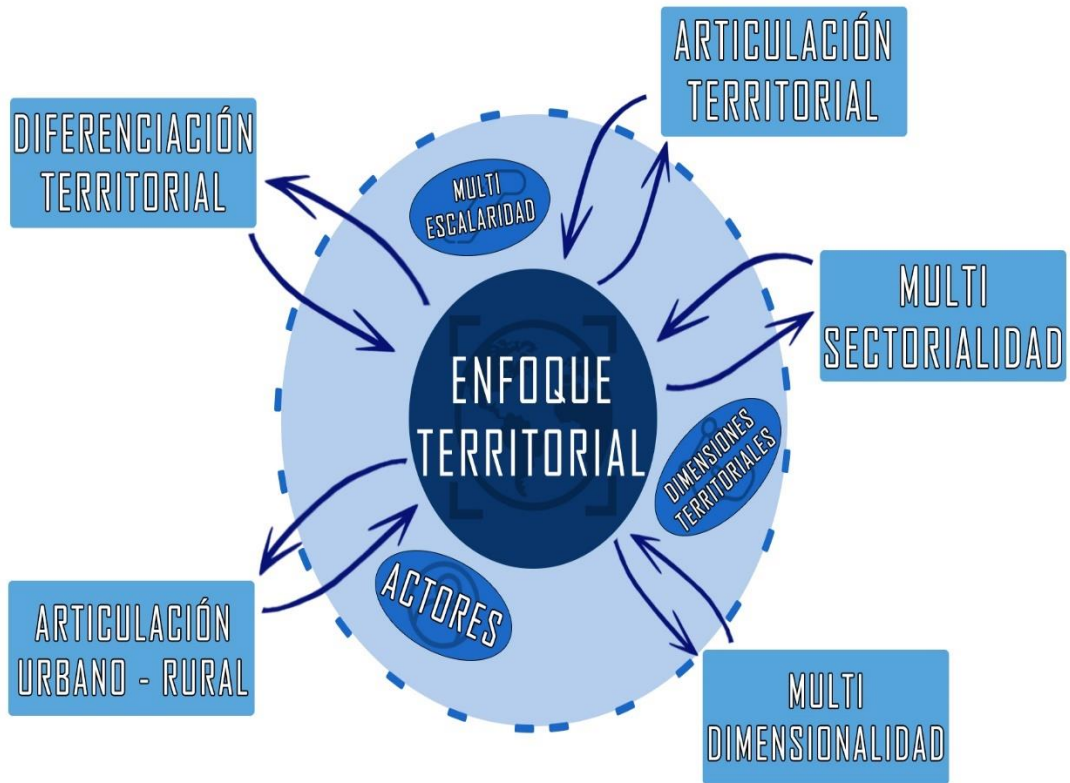 ARTICULACIÓN
TERRITORIAL
DIFERENCIACIÓN
TERRITORIAL
MULTI
ESCALARIDAD
MULTI
SECTORIALIDAD
ENFOQUE
TERRITORIAL
DIMENSIONES
TERRITORIALES
ACTORES
ARTICULACIÓN
URBANO - RURAL
MULTI
DIMENSIONALIDAD